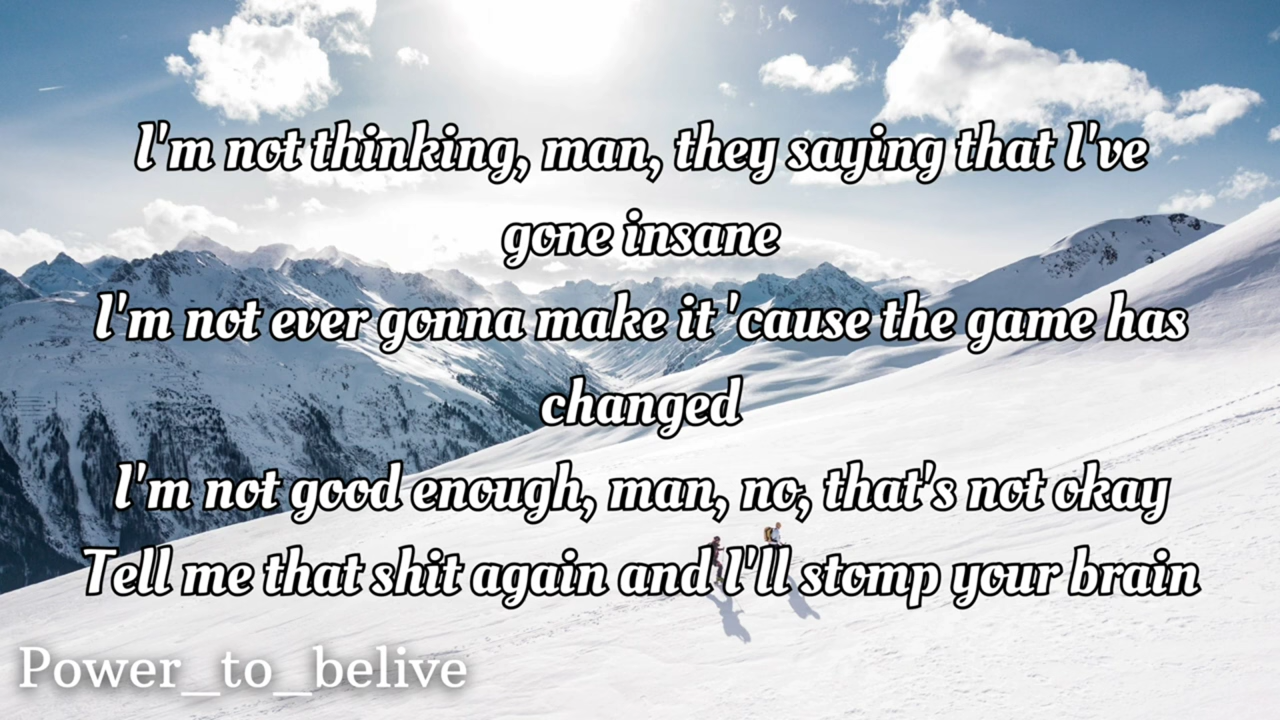 I'm not thinking, man, they saying that I've
gone insane
I'm not ever gonna make it 'cause the game has
changed
I'm not good enough, man, no, that's not okay
Tell me that shit again and I'll stomp your brain
Power_to_belive